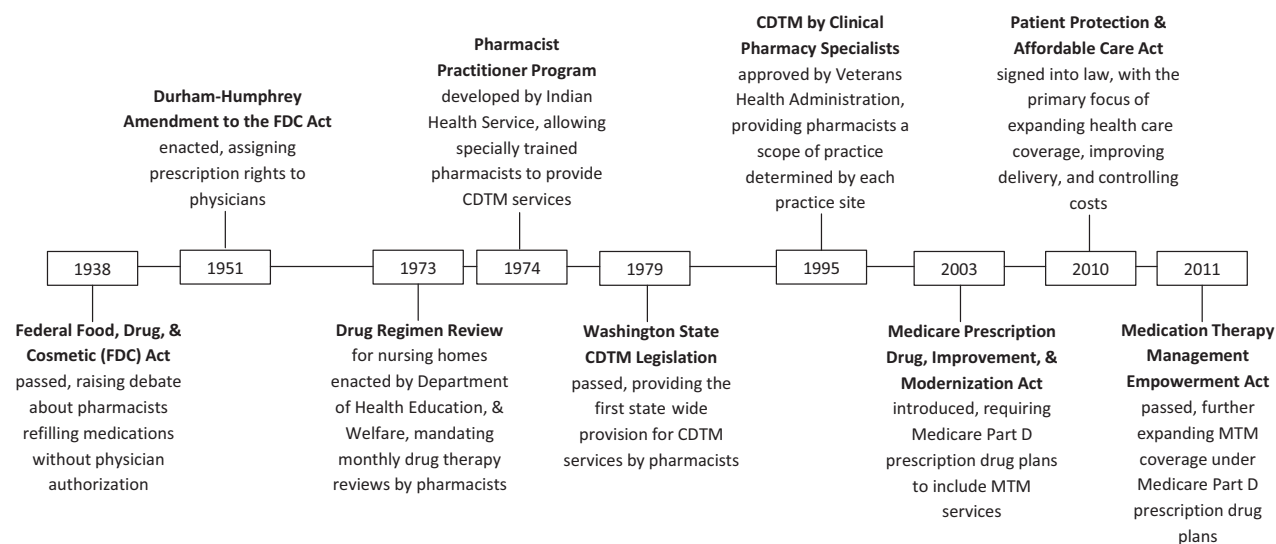 Durham-Humphrey
Amendment to the FDC Act
enacted, assigning
prescription rights to
physicians
Pharmacist
Practitioner Program
developed by Indian
Health Service, allowing
specially trained
pharmacists to provide
CDTM services
CDTM by Clinical
Pharmacy Specialists
approved by Veterans
Health Administration,
providing pharmacists a
scope of practice
determined by each
practice site
Patient Protection &
Affordable Care Act
signed into law, with the
primary focus of
expanding health care
coverage, improving
delivery, and controlling
costs
1938
1951
1973
1974
1979
1995
2003
2010
2011
Federal Food, Drug, &
Cosmetic (FDC) Act
passed, raising debate
about pharmacists
refilling medications
without physician
authorization
Drug Regimen Review
for nursing homes
enacted by Department
of Health Education, &
Welfare, mandating
monthly drug therapy
reviews by pharmacists
Washington State
CDTM Legislation
passed, providing the
first state wide
provision for CDTM
services by pharmacists
Medicare Prescription
Drug, Improvement, &
Modernization Act
introduced, requiring
Medicare Part D
prescription drug plans
to include MTM
services
Medication Therapy
Management
Empowerment Act
passed, further
expanding MTM
coverage under
Medicare Part D
prescription drug
plans